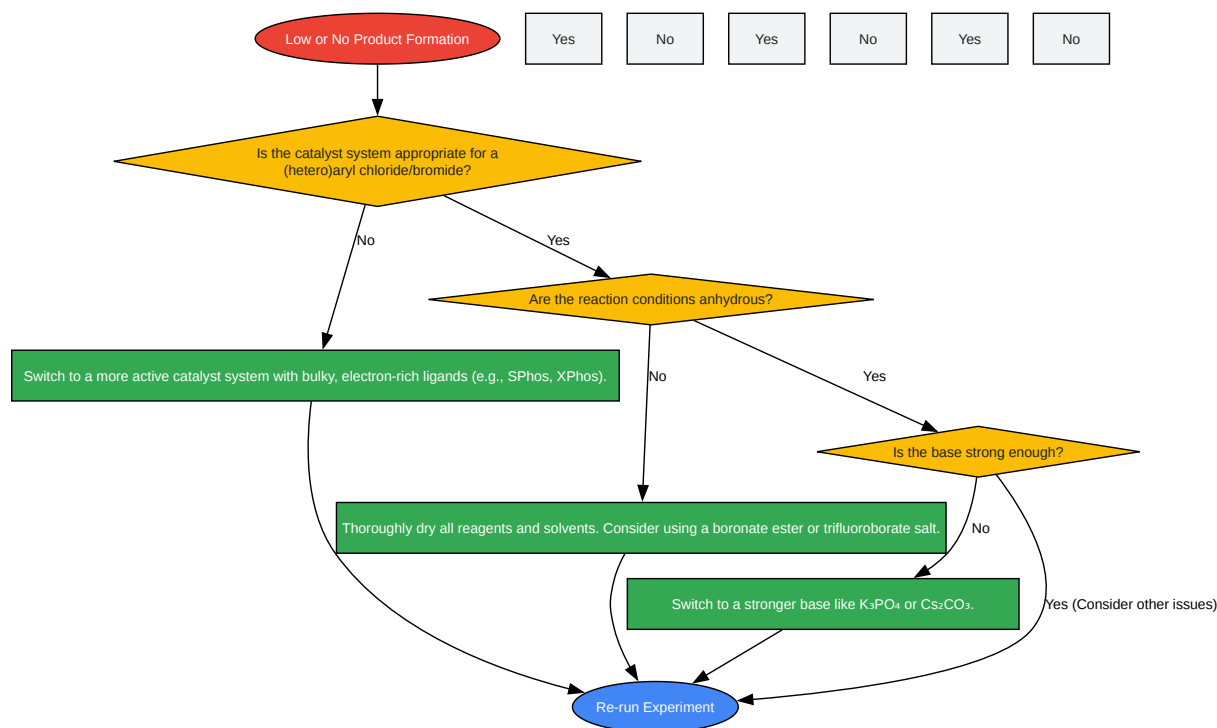 Low or No Product Formation
Yes
No
Yes
No
Yes
No
Is the catalyst system appropriate for a
(hetero)aryl chloride/bromide?
No
Yes
Are the reaction conditions anhydrous?
Switch to a more active catalyst system with bulky, electron-rich ligands (e.g., SPhos, XPhos).
No
Yes
Is the base strong enough?
Thoroughly dry all reagents and solvents. Consider using a boronate ester or trifluoroborate salt.
No
Switch to a stronger base like K₃PO₄ or Cs₂CO₃.
Yes (Consider other issues)
Re-run Experiment